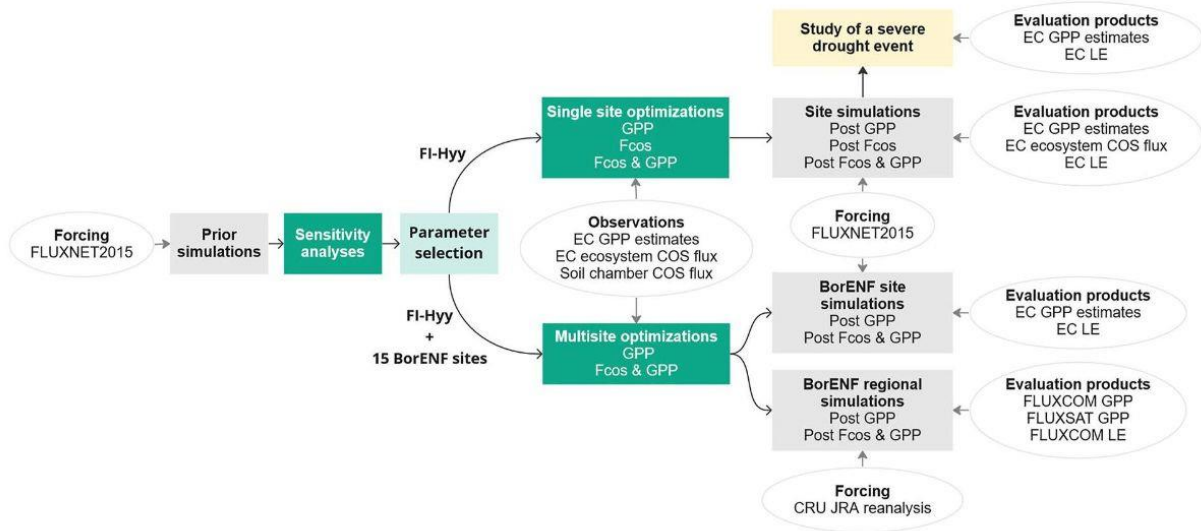 Forcing
FLUXNET2015
Prior
simulations
Sensitivity
analyses
Parameter
selection
FI-Hyy
FI-Hyy
+
15 BorENF sites
Single site optimizations
GPP
Fcos
Fcos & GPP
Observations
EC GPP estimates
EC ecosystem COS flux
Soil chamber COS flux
Multisite optimizations
GPP
Fcos & GPP
Study of a severe
drought event
Evaluation products
EC GPP estimates
EC LE
Site simulations
Post GPP
Post Fcos
Post Fcos & GPP
Evaluation products
EC GPP estimates
EC ecosystem COS flux
EC LE
Forcing
FLUXNET2015
BorENF site
simulations
Post GPP
Post Fcos & GPP
Evaluation products
EC GPP estimates
EC LE
BorENF regional
simulations
Post GPP
Post Fcos & GPP
Evaluation products
FLUXCOM GPP
FLUXSAT GPP
FLUXCOM LE
Forcing
CRU JRA reanalysis